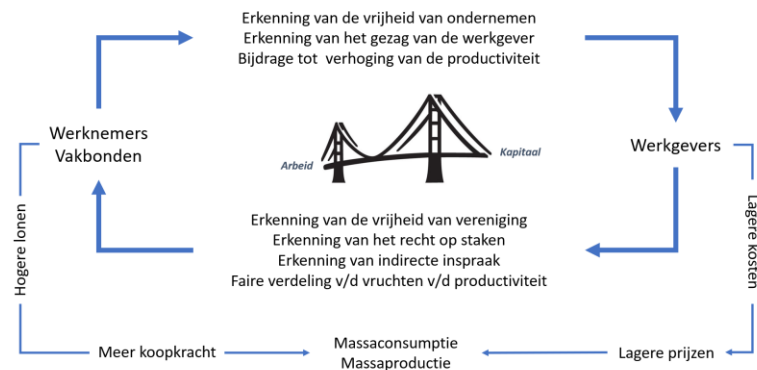 Erkenning van de vrijheid van ondernemen
Erkenning van het gezag van de werkgever
Bijdrage tot verhoging van de productiviteit
Werknemers
Vakbonden
Arbeid
Kapitaal
Werkgevers
Erkenning van de vrijheid van vereniging
Erkenning van het recht op staken
Erkenning van indirecte inspraak
Faire verdeling v/d vruchten v/d productiviteit
Hogere lonen
Lagere kosten
Meer koopkracht
Massaconsumptie
Massaproductie
Lagere prijzen